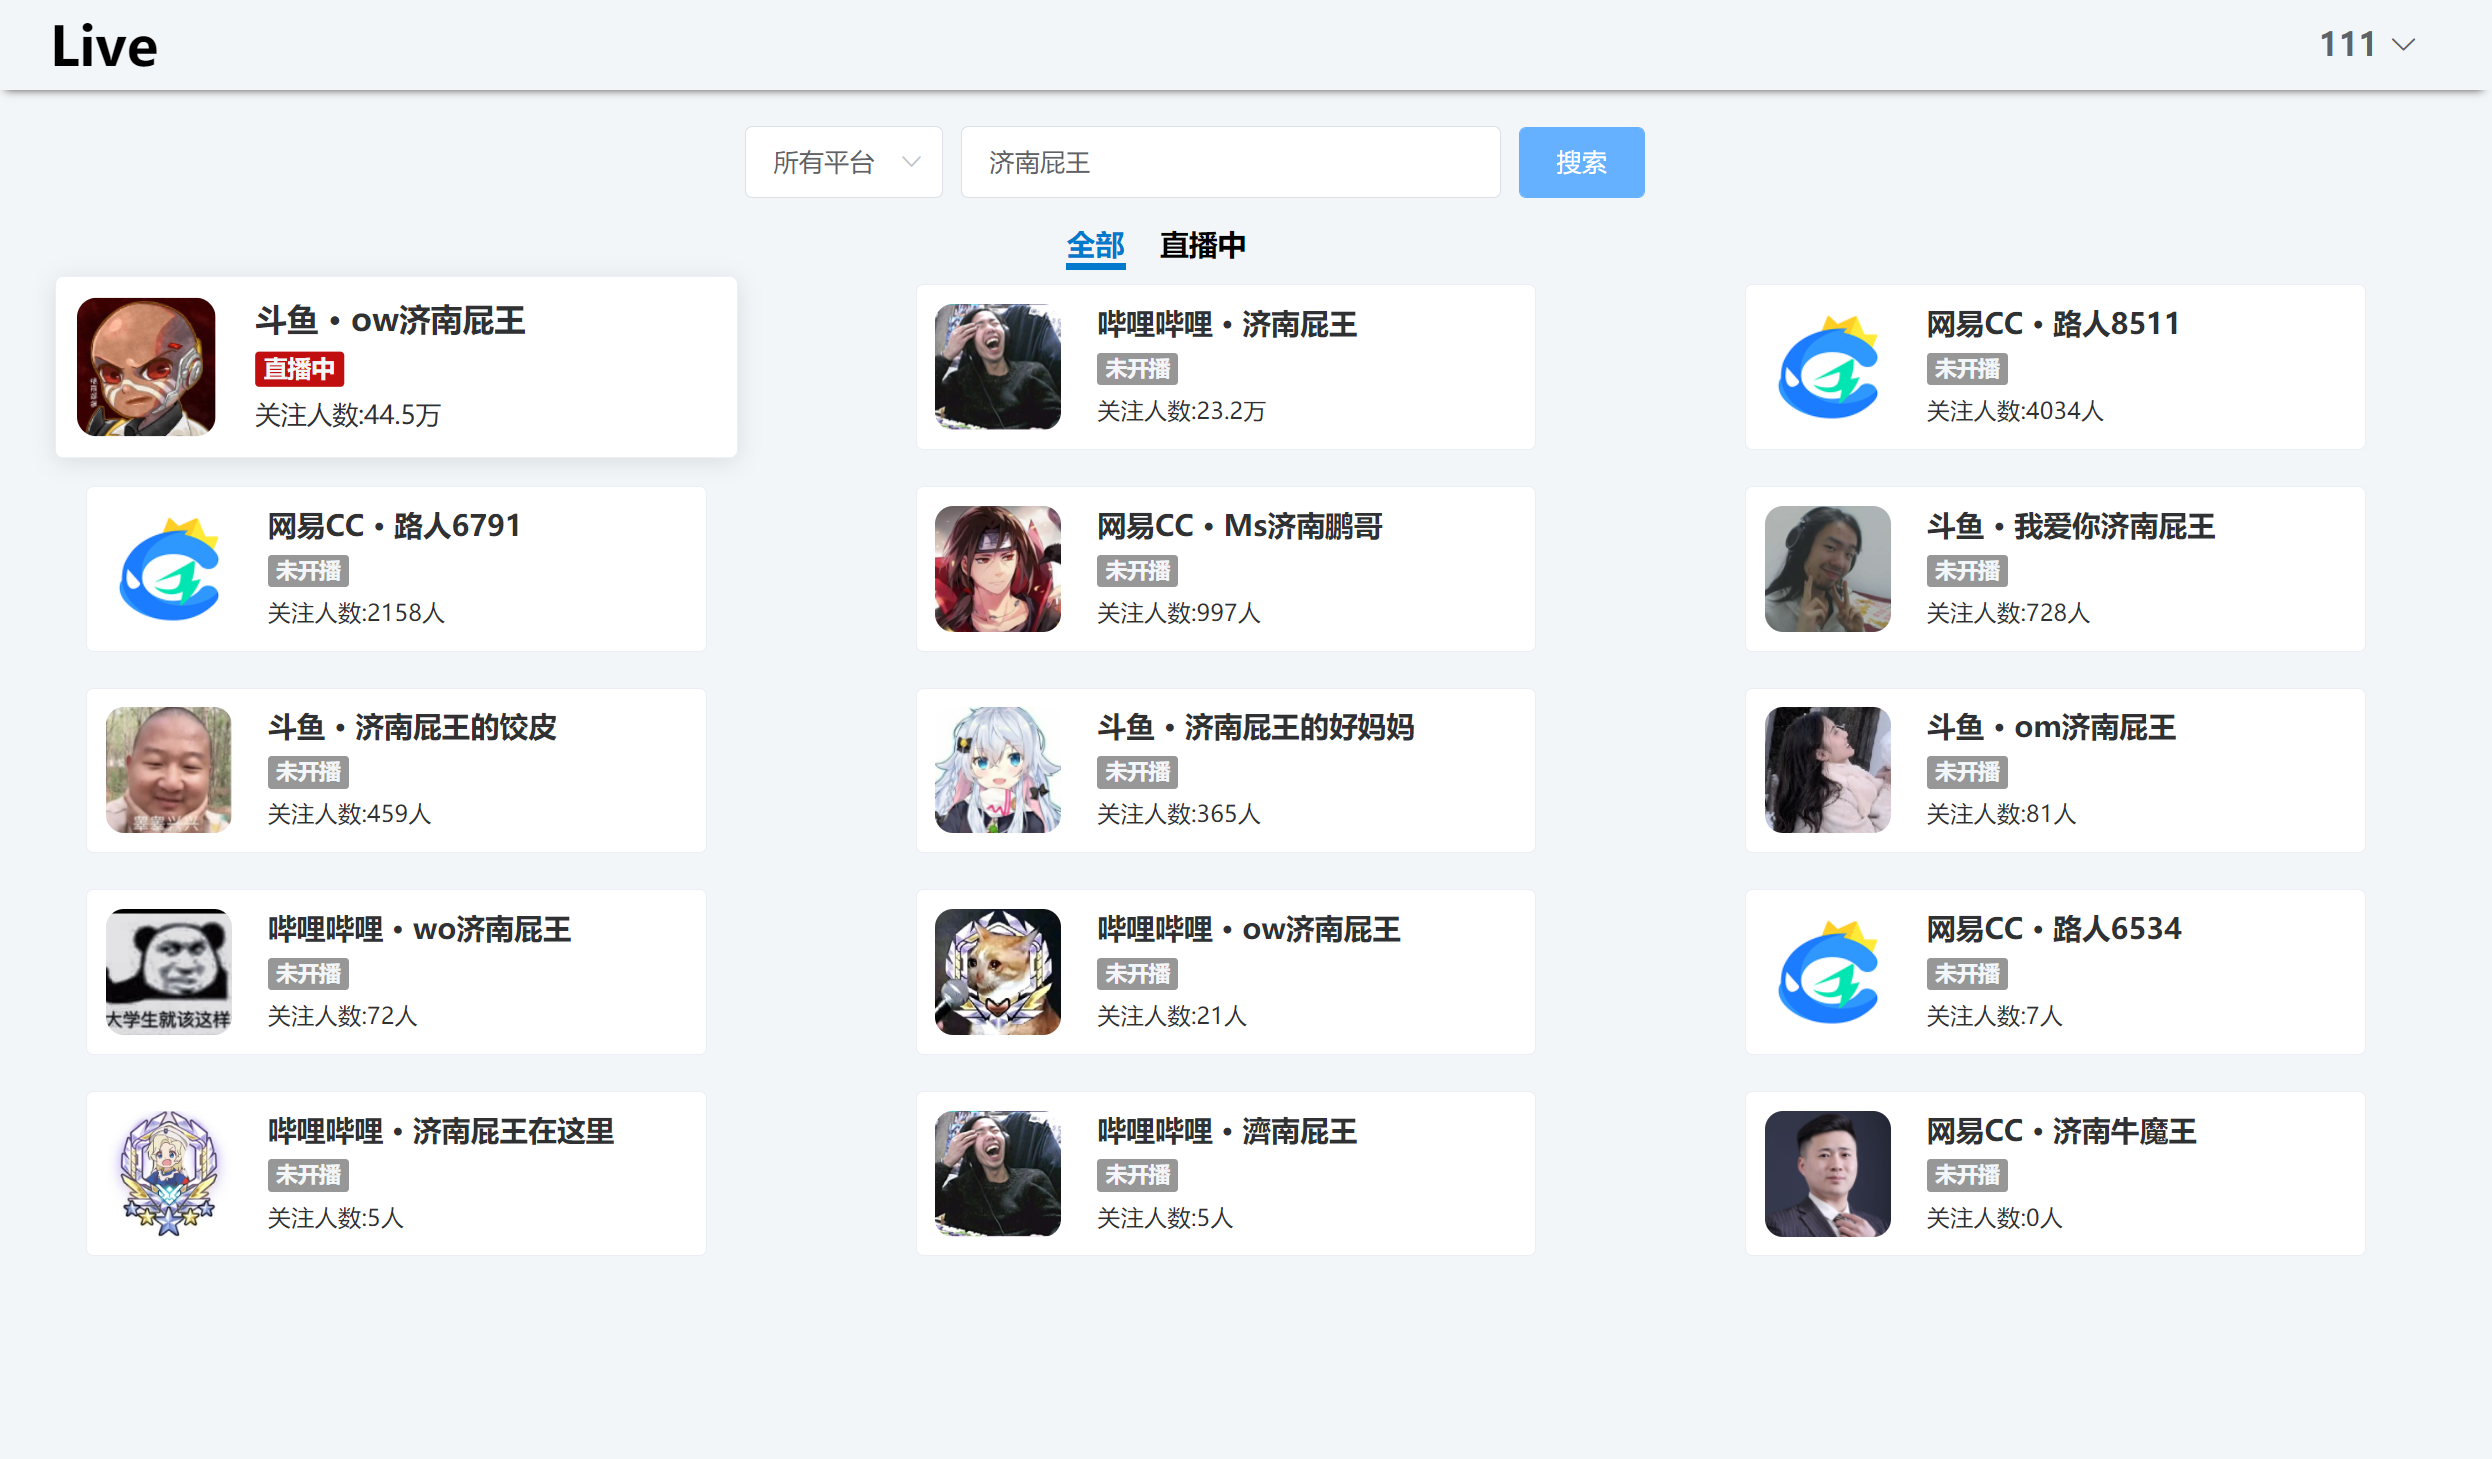 Live
111
所有平台
济南屁王
搜索
全部 直播中
斗鱼・ow济南屁王
直播中
关注人数:44.5万
哔哩哔哩・济南屁王
未开播
关注人数:23.2万
网易CC・路人8511
未开播
关注人数:4034人
网易CC・路人6791
未开播
关注人数:2158人
网易CC・Ms济南鹏哥
未开播
关注人数:997人
斗鱼・我爱你济南屁王
未开播
关注人数:728人
斗鱼・济南屁王的饺皮
未开播
关注人数:459人
斗鱼・济南屁王的好妈妈
未开播
关注人数:365人
斗鱼・om济南屁王
未开播
关注人数:81人
大学生就该这样
哔哩哔哩・wo济南屁王
未开播
关注人数:72人
哔哩哔哩・ow济南屁王
未开播
关注人数:21人
网易CC・路人6534
未开播
关注人数:7人
哔哩哔哩・济南屁王在这里
未开播
关注人数:5人
哔哩哔哩・濟南屁王
未开播
关注人数:5人
网易CC・济南牛魔王
未开播
关注人数:0人